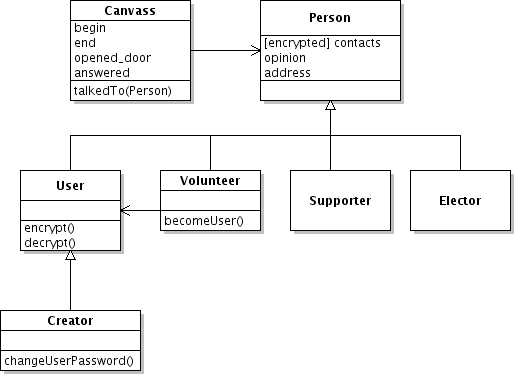 Canvass
begin
end
opened_door
answered
talkedTo(Person)
Person
[encrypted] contacts
opinion
address
User
encrypt()
decrypt()
Volunteer
becomeUser()
Supporter
Elector
Creator
changeUserPassword()